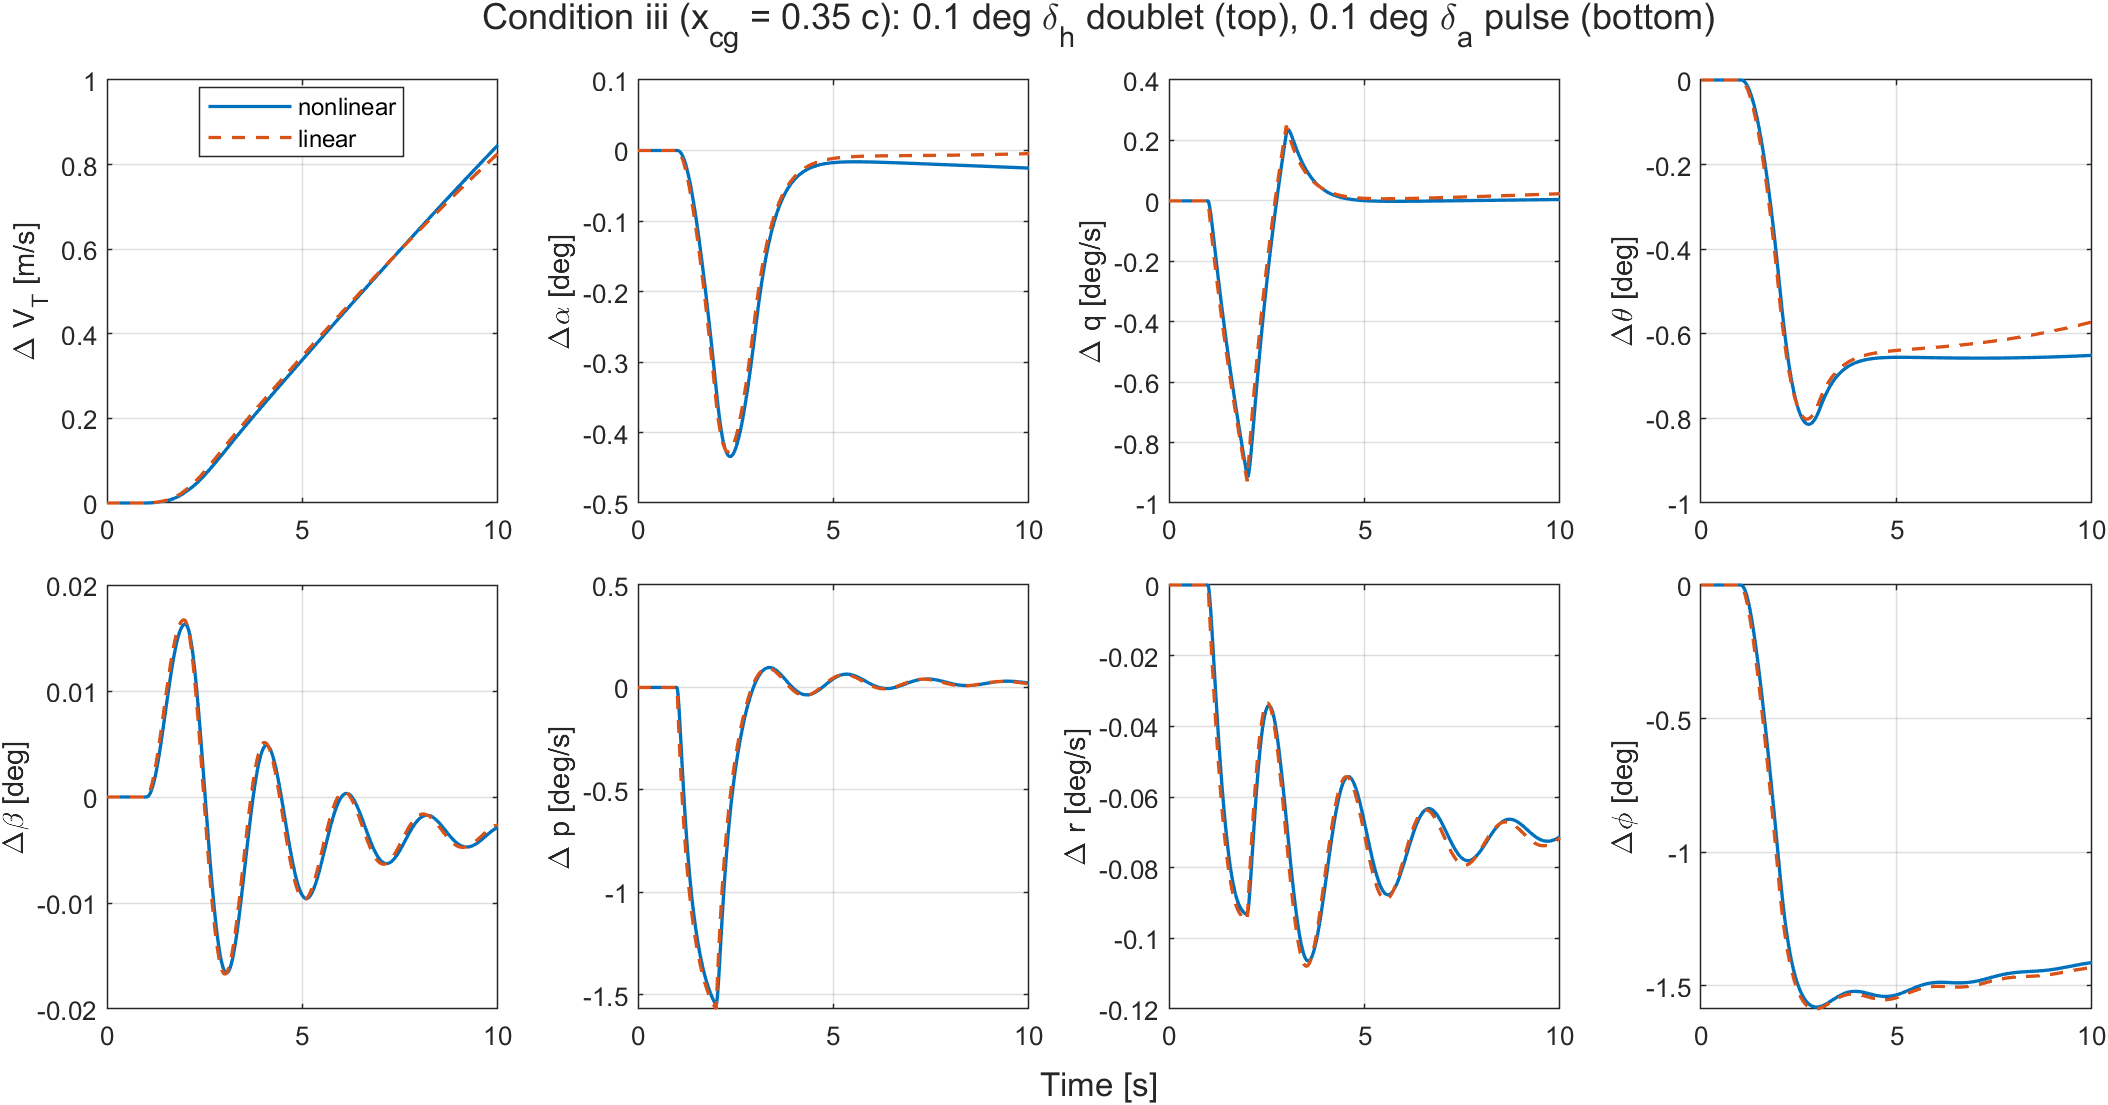 Condition iii (x_cg = 0.35 c): 0.1 deg δ_h doublet (top), 0.1 deg δ_a pulse (bottom)
nonlinear
linear
Δ V_T [m/s]
1
0.8
0.6
0.4
0.2
0
0 5 10
Δα [deg]
0.1
0
-0.1
-0.2
-0.3
-0.4
-0.5
0 5 10
Δ q [deg/s]
0.4
0.2
0
-0.2
-0.4
-0.6
-0.8
-1
0 5 10
Δθ [deg]
0
-0.2
-0.4
-0.6
-0.8
-1
0 5 10
Δβ [deg]
0.02
0.01
0
-0.01
-0.02
0 5 10
Δ p [deg/s]
0.5
0
-0.5
-1
-1.5
0 5 10
Δ r [deg/s]
0
-0.02
-0.04
-0.06
-0.08
-0.1
-0.12
0 5 10
Δϕ [deg]
0
-0.5
-1
-1.5
0 5 10
Time [s]